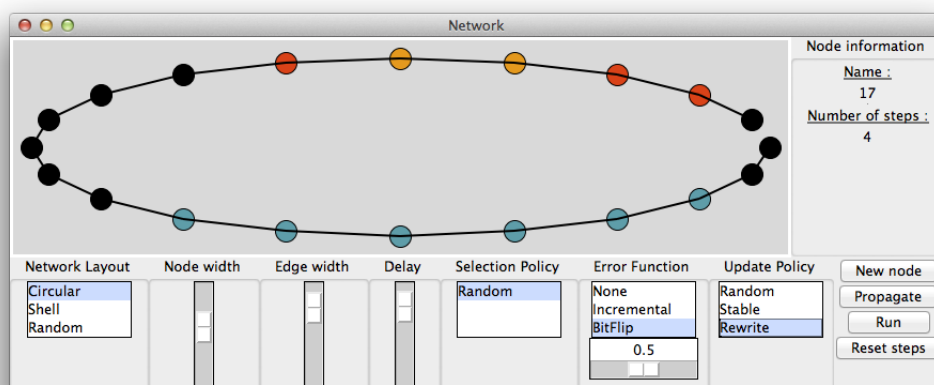 Network
Node information
Name :
17
Number of steps :
4
Network Layout
Circular
Shell
Random
Node width
Edge width
Delay
Selection Policy
Random
Error Function
None
Incremental
BitFlip
0.5
Update Policy
Random
Stable
Rewrite
New node
Propagate
Run
Reset steps